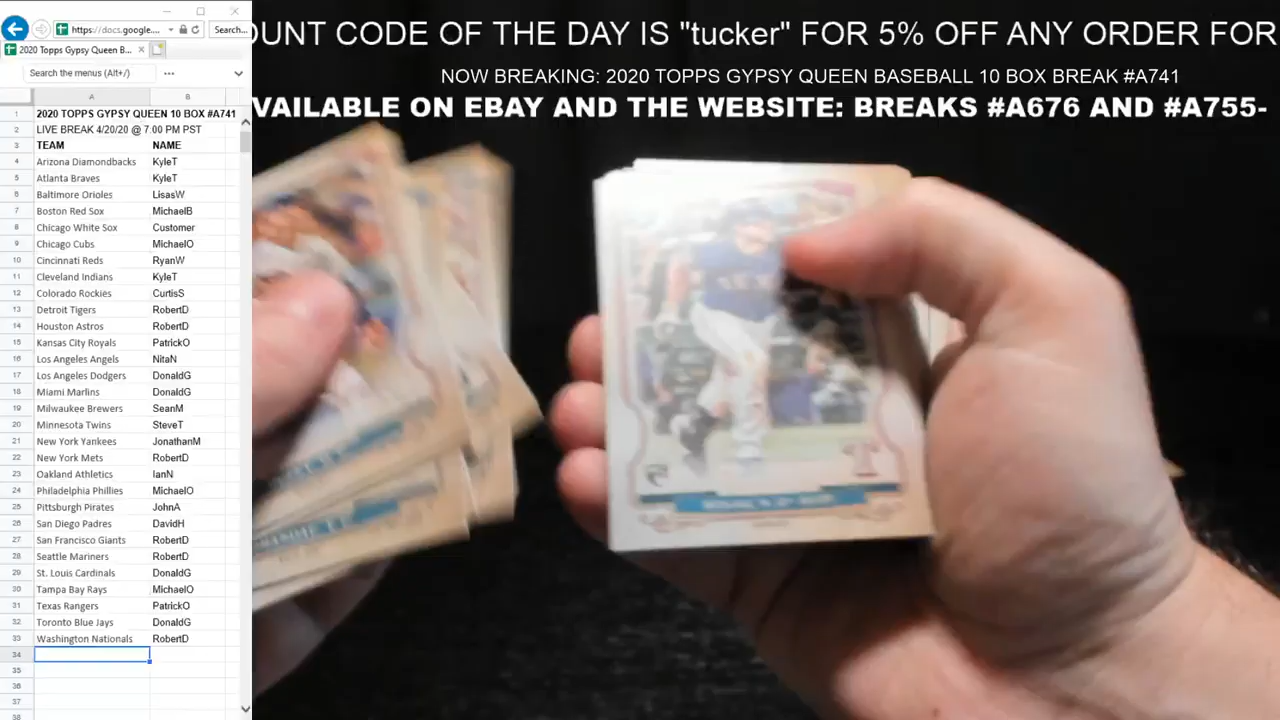 https://docs.google....
Search...
2020 Topps Gypsy Queen B...
Search the menus (Alt+/)
A B
1 2020 TOPPS GYPSY QUEEN 10 BOX #A741
2 LIVE BREAK 4/20/20 @ 7:00 PM PST
3 TEAM NAME
4 Arizona Diamondbacks KyleT
5 Atlanta Braves KyleT
6 Baltimore Orioles LisasW
7 Boston Red Sox MichaelB
8 Chicago White Sox Customer
9 Chicago Cubs MichaelO
10 Cincinnati Reds RyanW
11 Cleveland Indians KyleT
12 Colorado Rockies CurtisS
13 Detroit Tigers RobertD
14 Houston Astros RobertD
15 Kansas City Royals PatrickO
16 Los Angeles Angels NitaN
17 Los Angeles Dodgers DonaldG
18 Miami Marlins DonaldG
19 Milwaukee Brewers SeanM
20 Minnesota Twins SteveT
21 New York Yankees JonathanM
22 New York Mets RobertD
23 Oakland Athletics IanN
24 Philadelphia Phillies MichaelO
25 Pittsburgh Pirates JohnA
26 San Diego Padres DavidH
27 San Francisco Giants RobertD
28 Seattle Mariners RobertD
29 St. Louis Cardinals DonaldG
30 Tampa Bay Rays MichaelO
31 Texas Rangers PatrickO
32 Toronto Blue Jays DonaldG
33 Washington Nationals RobertD
34
35
36
37
38
OUNT CODE OF THE DAY IS "tucker" FOR 5% OFF ANY ORDER FOR
NOW BREAKING: 2020 TOPPS GYPSY QUEEN BASEBALL 10 BOX BREAK #A741
VAILABLE ON EBAY AND THE WEBSITE: BREAKS #A676 AND #A755-